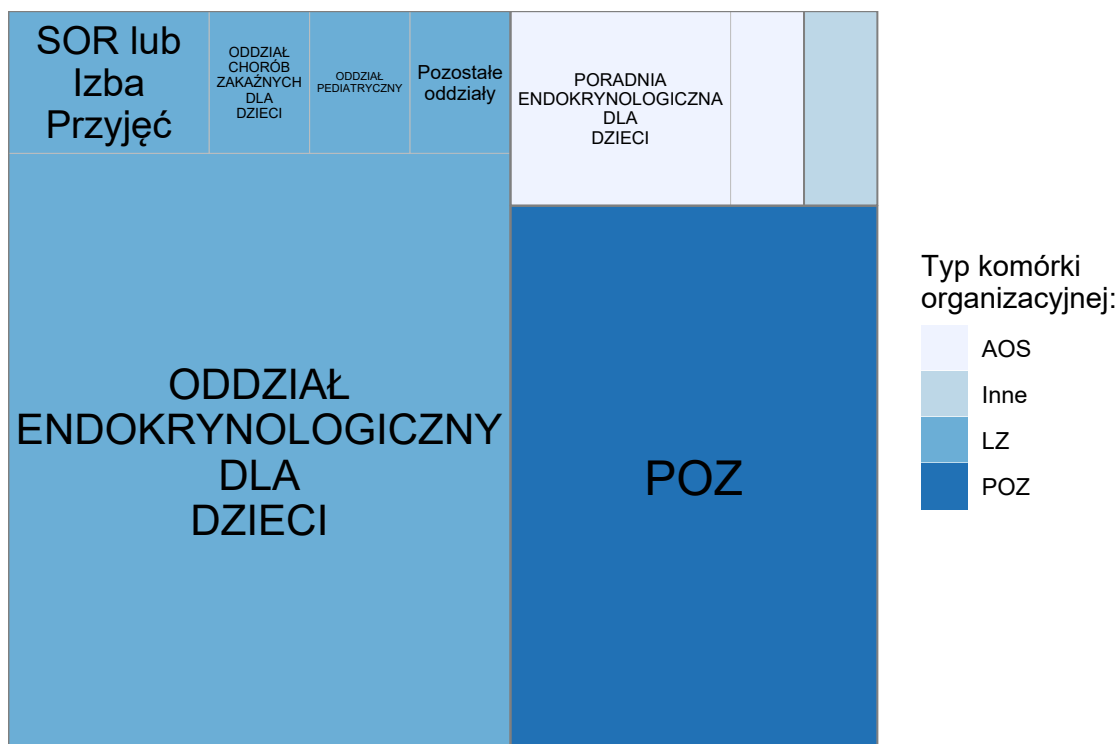 SOR lub
Izba
Przyjęć
ODDZIAŁ
CHORÓB
ZAKAŹNYCH
DLA
DZIECI
ODDZIAŁ
PEDIATRYCZNY
Pozostałe
oddziały
PORADNIA
ENDOKRYNOLOGICZNA
DLA
DZIECI
ODDZIAŁ
ENDOKRYNOLOGICZNY
DLA
DZIECI
POZ
Typ komórki
organizacyjnej:
AOS
Inne
LZ
POZ